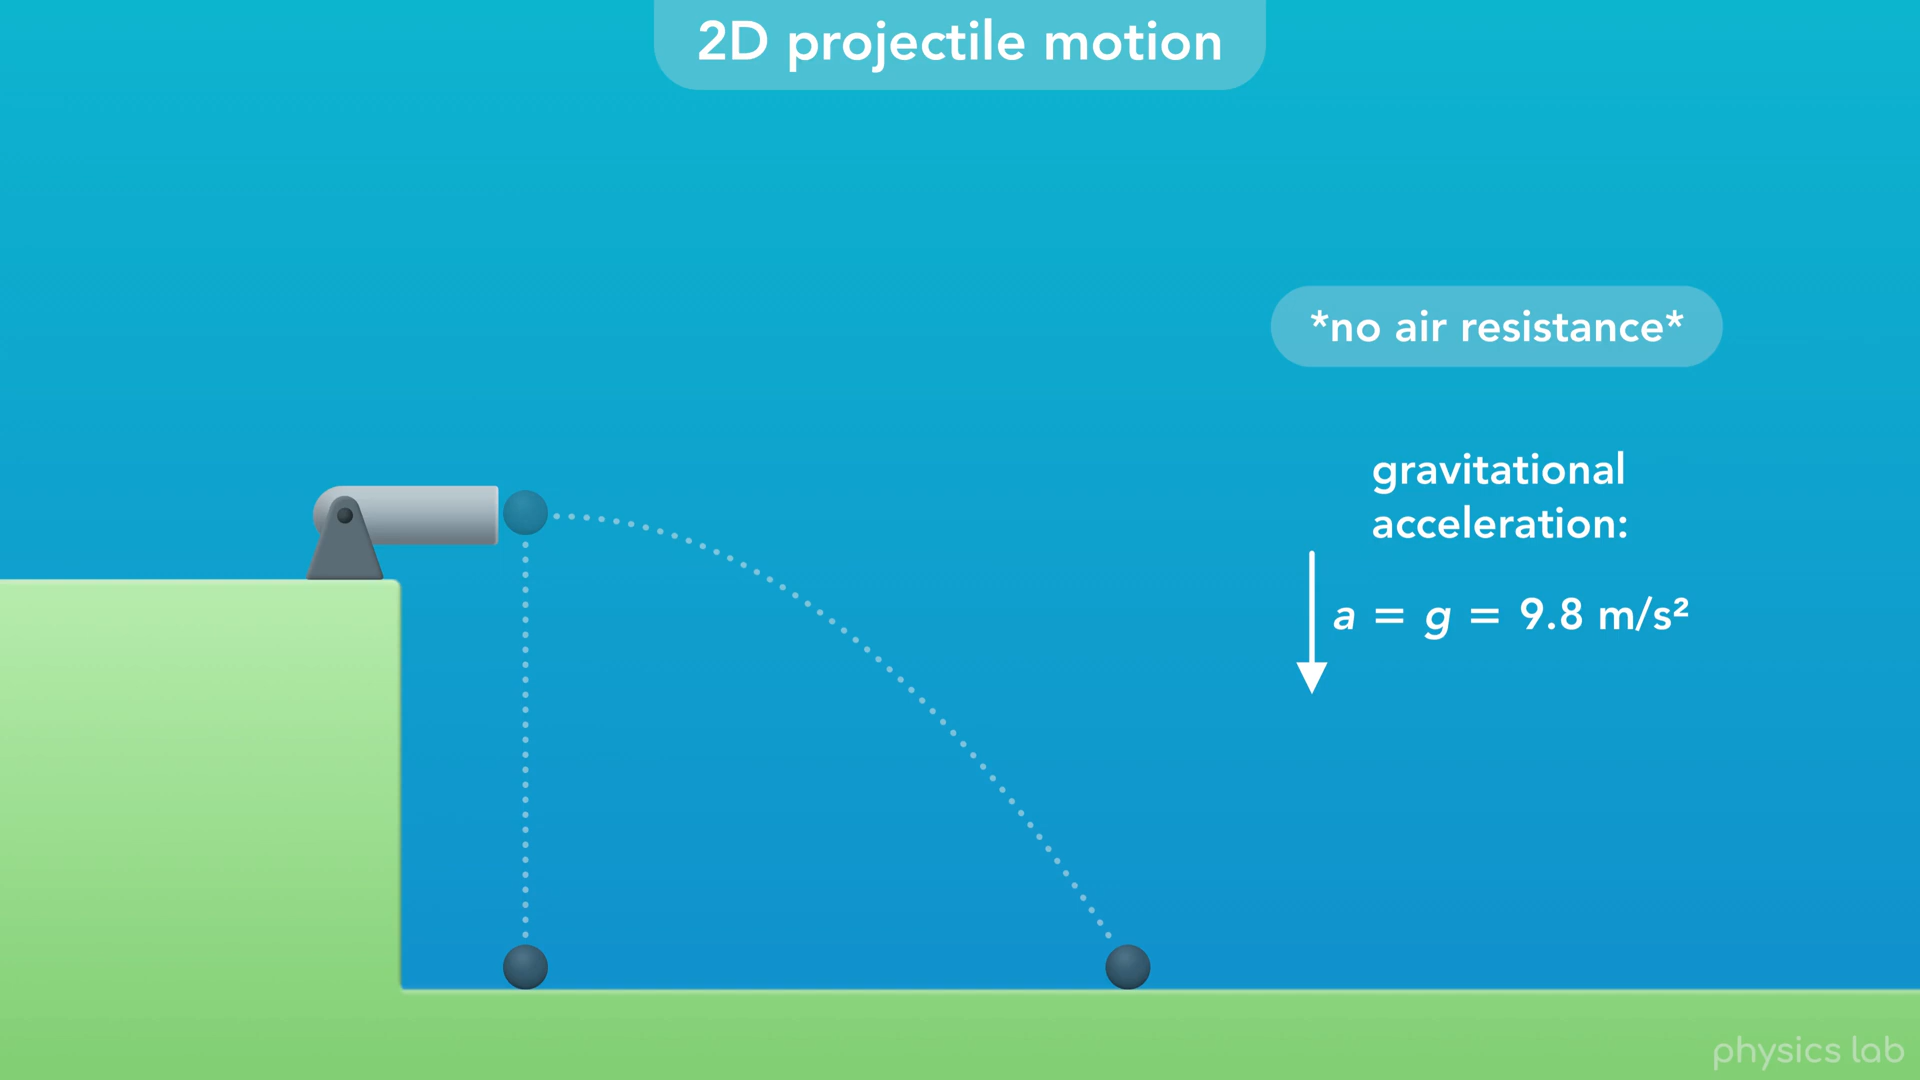 2D projectile motion
*no air resistance*
gravitational
acceleration:
a = g = 9.8 m/s²
physics lab